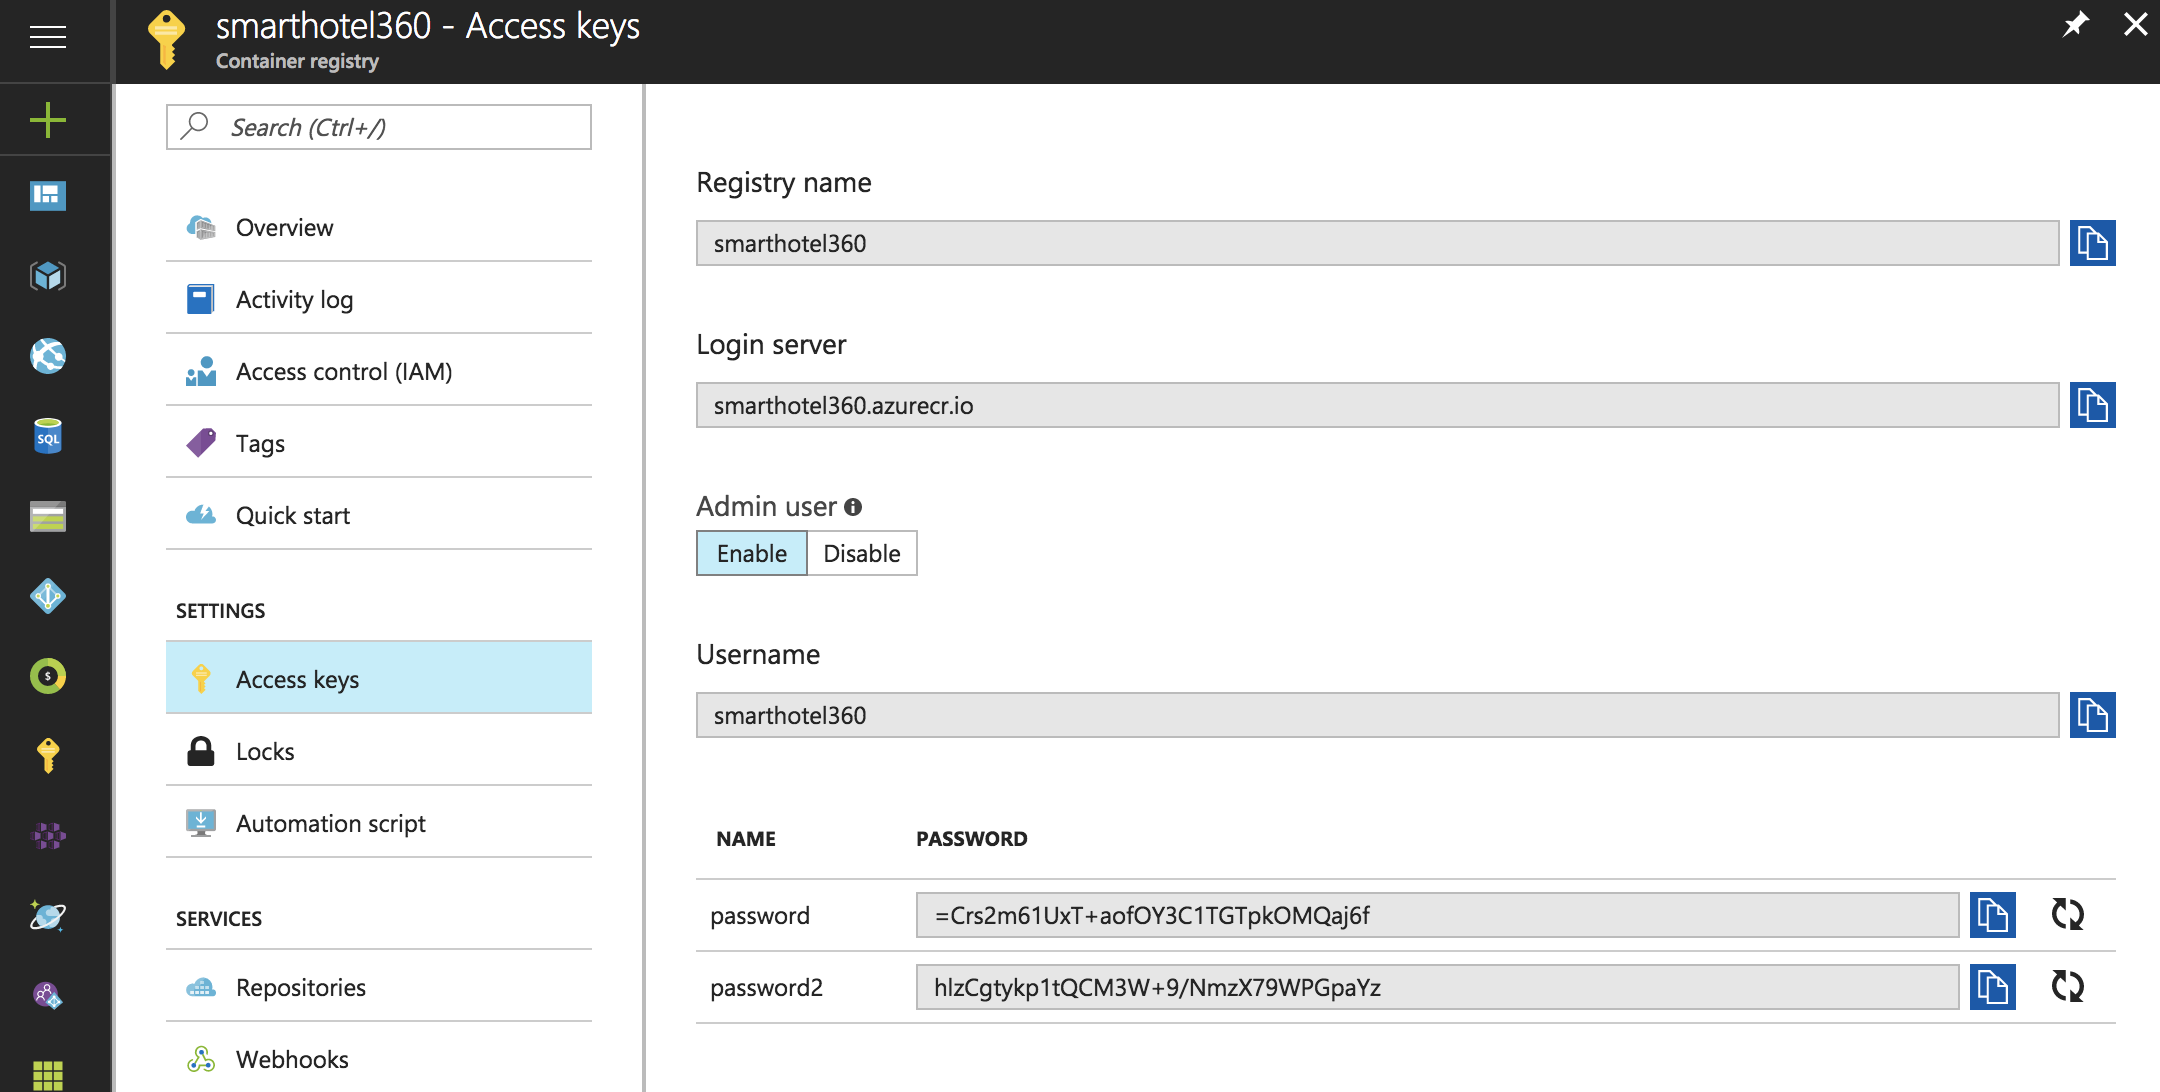 smarthotel360 - Access keys
Container registry
Search (Ctrl+/)
Overview
Activity log
Access control (IAM)
Tags
Quick start
SETTINGS
Access keys
Locks
Automation script
SERVICES
Repositories
Webhooks
Registry name
smarthotel360
Login server
smarthotel360.azurecr.io
Admin user
Enable Disable
Username
smarthotel360
NAME PASSWORD
password =Crs2m61UxT+aofOY3C1TGTpkOMQaj6f
password2 hlzCgtykp1tQCM3W+9/NmzX79WPGpaYz
SQL
$